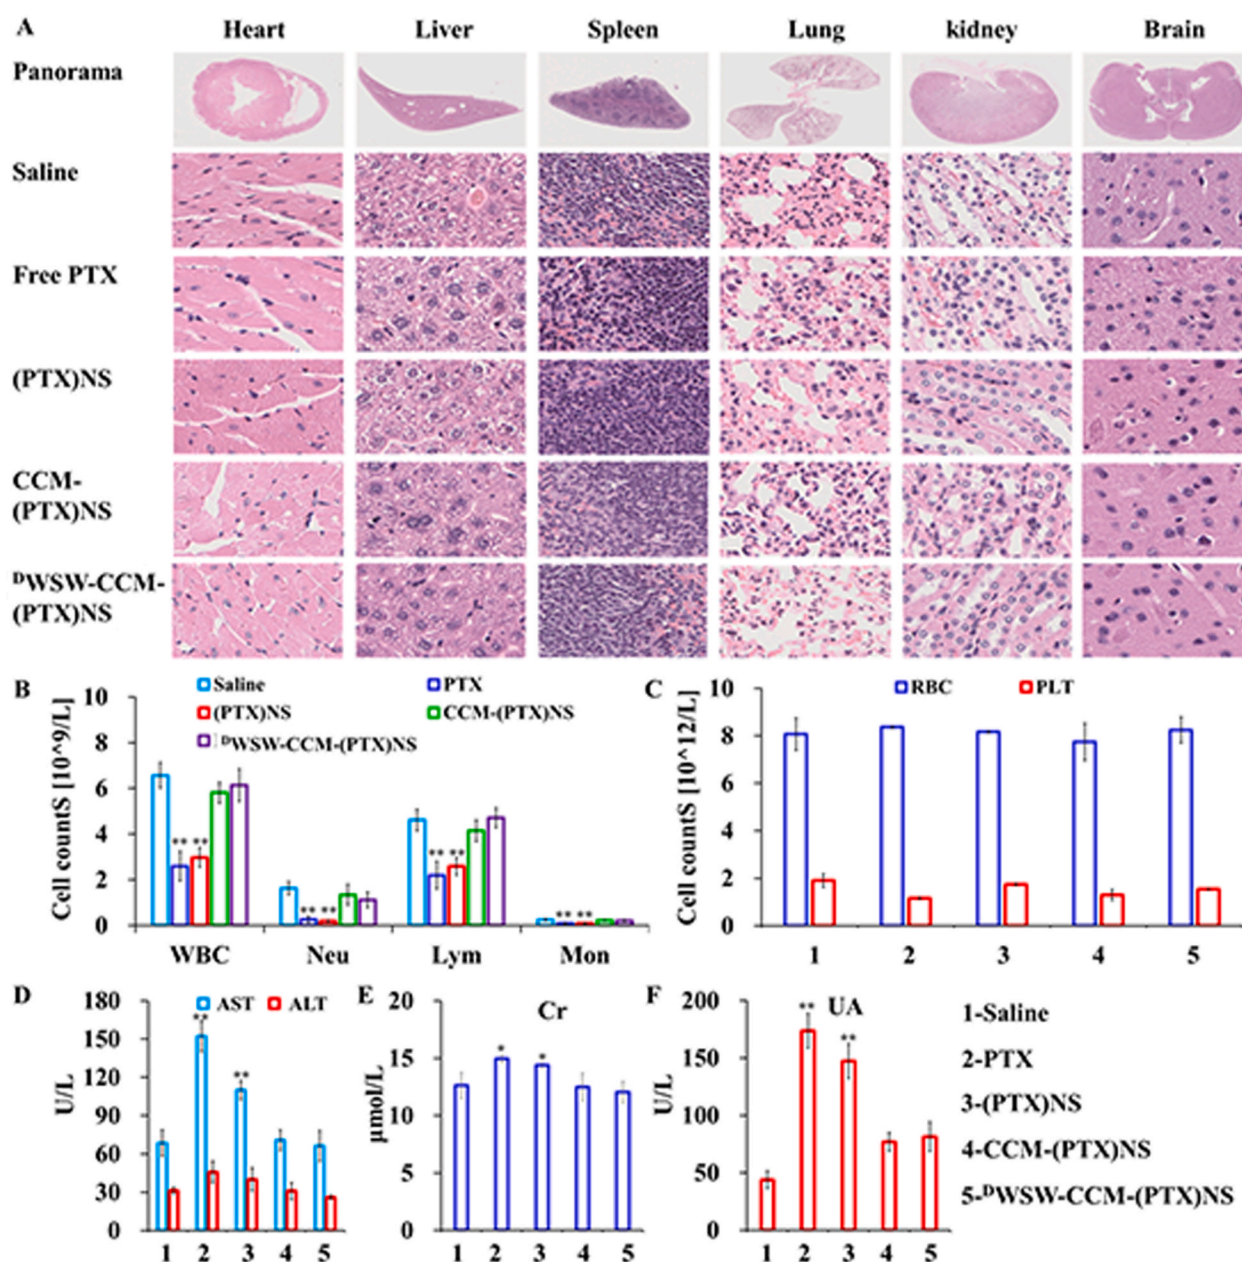 A
Heart Liver Spleen Lung kidney Brain
Panorama
Saline
Free PTX
(PTX)NS
CCM-
(PTX)NS
ᴰWSW-CCM-
(PTX)NS
B
Saline PTX
(PTX)NS CCM-(PTX)NS
ᴰWSW-CCM-(PTX)NS
Cell countS [10^9/L]
10
8
6
4
2
0
** **
** **
** **
** **
WBC Neu Lym Mon
C
RBC PLT
Cell countS [10^12/L]
10
8
6
4
2
0
1 2 3 4 5
D
AST ALT
U/L
180
150
120
90
60
30
0
**
**
1 2 3 4 5
E
Cr
μmol/L
20
15
10
5
0
* *
1 2 3 4 5
F
UA
U/L
200
150
100
50
0
**
**
1 2 3 4 5
1-Saline
2-PTX
3-(PTX)NS
4-CCM-(PTX)NS
5-ᴰWSW-CCM-(PTX)NS